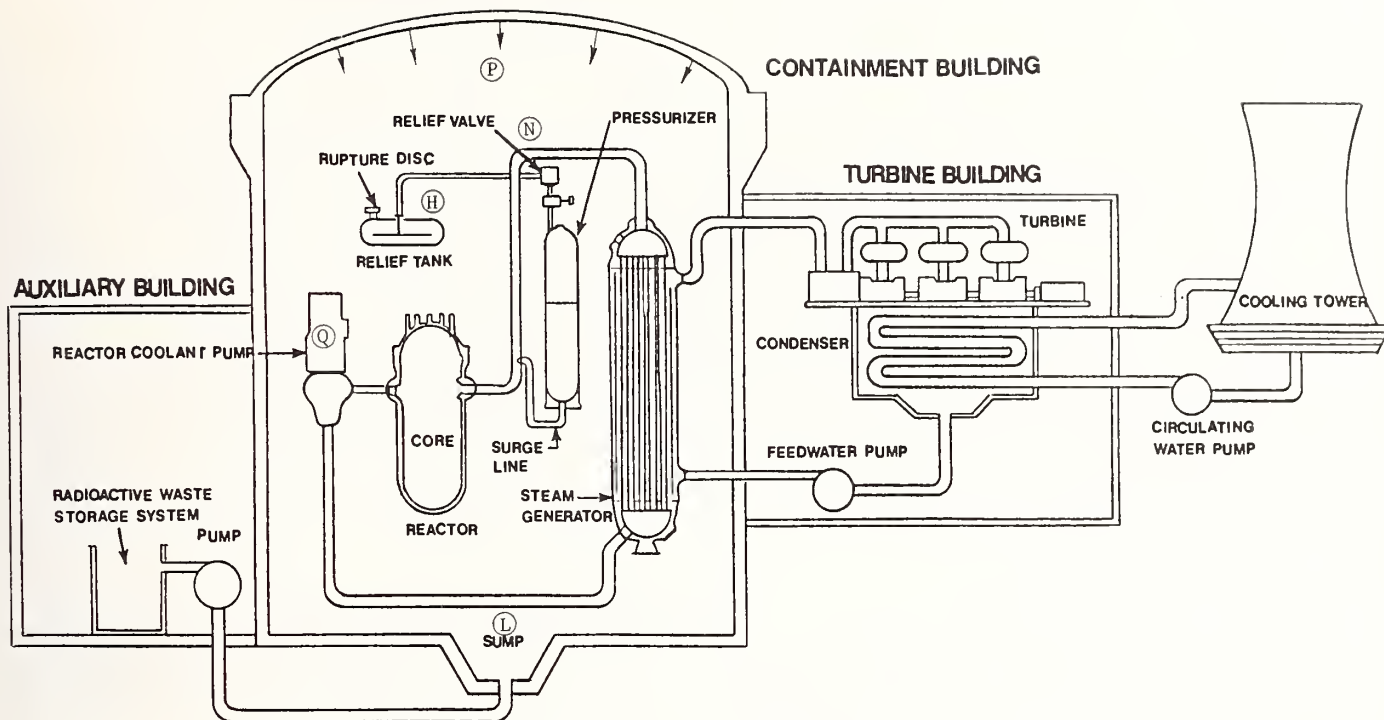 P
CONTAINMENT BUILDING
RELIEF VALVE
N
PRESSURIZER
RUPTURE DISC
H
RELIEF TANK
TURBINE BUILDING
TURBINE
AUXILIARY BUILDING
Q
REACTOR COOLANT PUMP
COOLING TOWER
CONDENSER
CORE
SURGE
LINE
FEEDWATER PUMP
CIRCULATING
WATER PUMP
STEAM
GENERATOR
REACTOR
RADIOACTIVE WASTE
STORAGE SYSTEM
PUMP
L
SUMP